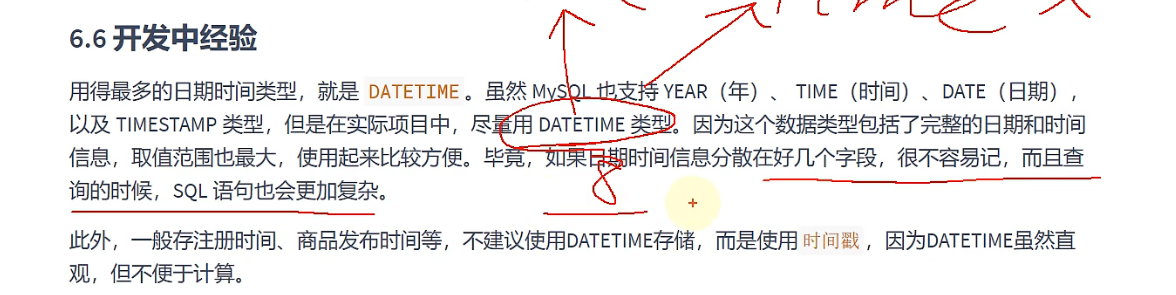 6.6 开发中经验
用得最多的日期时间类型，就是 DATETIME 。虽然 MySQL 也支持 YEAR（年）、 TIME（时间）、DATE（日），
以及 TIMESTAMP 类型，但是在实际项目中，尽量用 DATETIME 类型。因为这个数据类型包括了完整的日期和时间
信息，取值范围也最大，使用起来比较方便。毕竟，如果日期时间信息分散在好几个字段，很不容易记，而且查
询的时候，SQL 语句也会更加复杂。
8
此外，一般存注册时间、商品发布时间等，不建议使用DATETIME存储，而是使用 时间戳 ，因为DATETIME虽然直
观，但不便于计算。